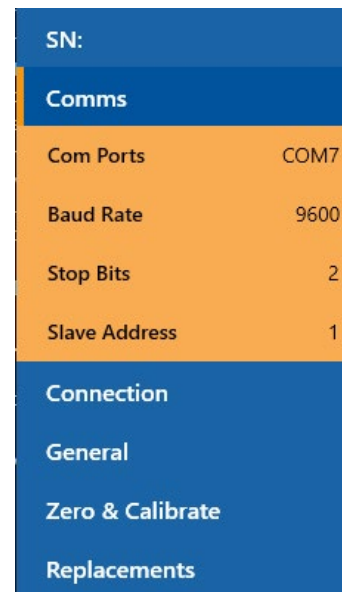 SN:
Comms
Com Ports COM7
Baud Rate 9600
Stop Bits 2
Slave Address 1
Connection
General
Zero & Calibrate
Replacements